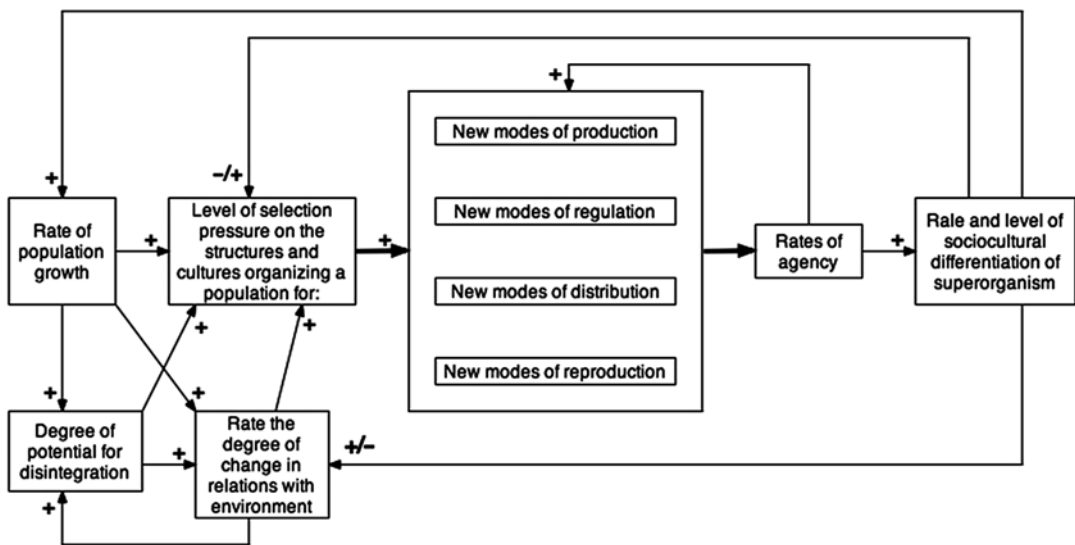 +
−/+
+
+
Rate of
population
growth
+
Level of selection
pressure on the
structures and
cultures organizing a
population for:
+
New modes of production
New modes of regulation
New modes of distribution
New modes of reproduction
Rates of
agency
+
Rale and level of
sociocultural
differentiation of
superorganism
+
+
+
+
Degree of
potential for
disintegration
+
Rate the
degree of
change in
relations with
environment
+/-
+